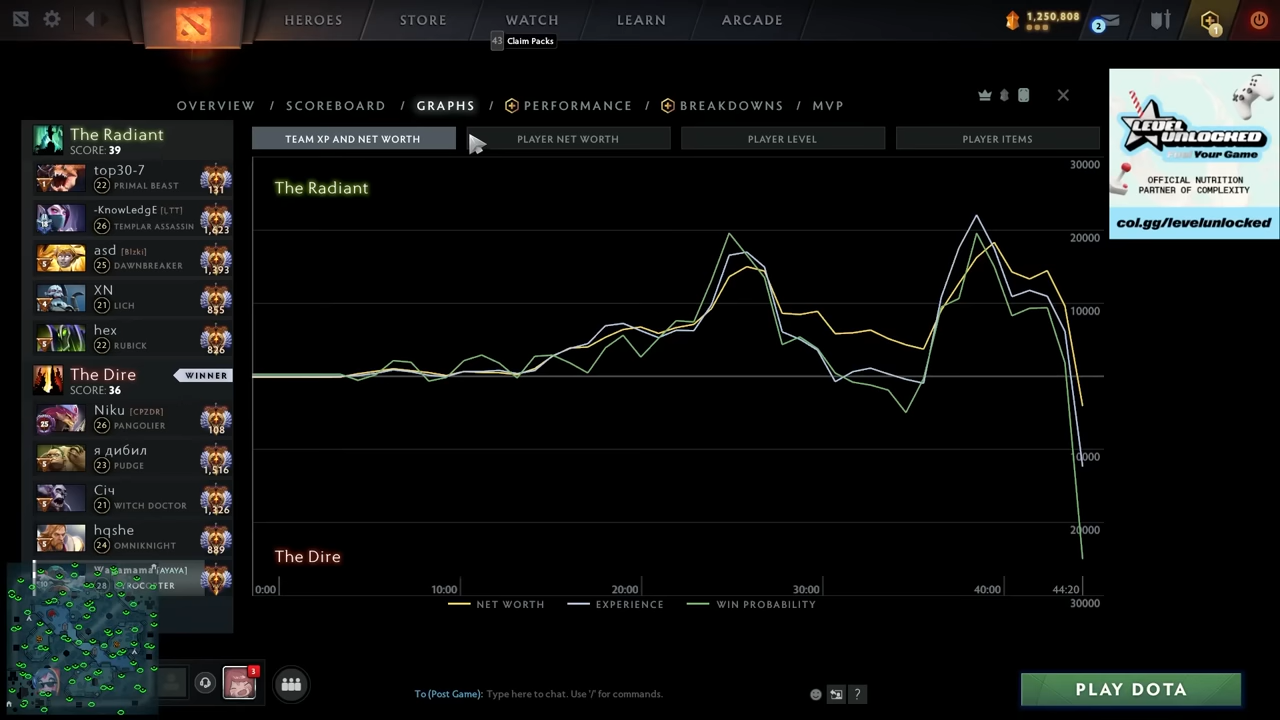 HEROES
STORE
WATCH
LEARN
ARCADE
1,250,808
2
1
43 Claim Packs
OVERVIEW / SCOREBOARD / GRAPHS / PERFORMANCE / BREAKDOWNS / MVP
TEAM XP AND NET WORTH
PLAYER NET WORTH
PLAYER LEVEL
PLAYER ITEMS
The Radiant
SCORE: 39
top30-7
22 PRIMAL BEAST
131
-KnowLedgE [LTT]
26 TEMPLAR ASSASSIN
1,623
asd [B!zki]
25 DAWNBREAKER
1,393
XN
21 LICH
855
hex
22 RUBICK
826
The Dire
WINNER
SCORE: 36
Niku [CPZDR]
26 PANGOLIER
108
я дибил
23 PUDGE
1,516
Січ
21 WITCH DOCTOR
1,326
hgshe
24 OMNIKNIGHT
889
[AYAYA]
28
The Radiant
The Dire
30000
20000
10000
10000
20000
30000
0:00
10:00
20:00
30:00
40:00
44:20
NET WORTH
EXPERIENCE
WIN PROBABILITY
LEVEL
UNLOCKED
Your Game
OFFICIAL NUTRITION
PARTNER OF COMPLEXITY
col.gg/levelunlocked
3
To (Post Game): Type here to chat. Use '/' for commands.
?
PLAY DOTA